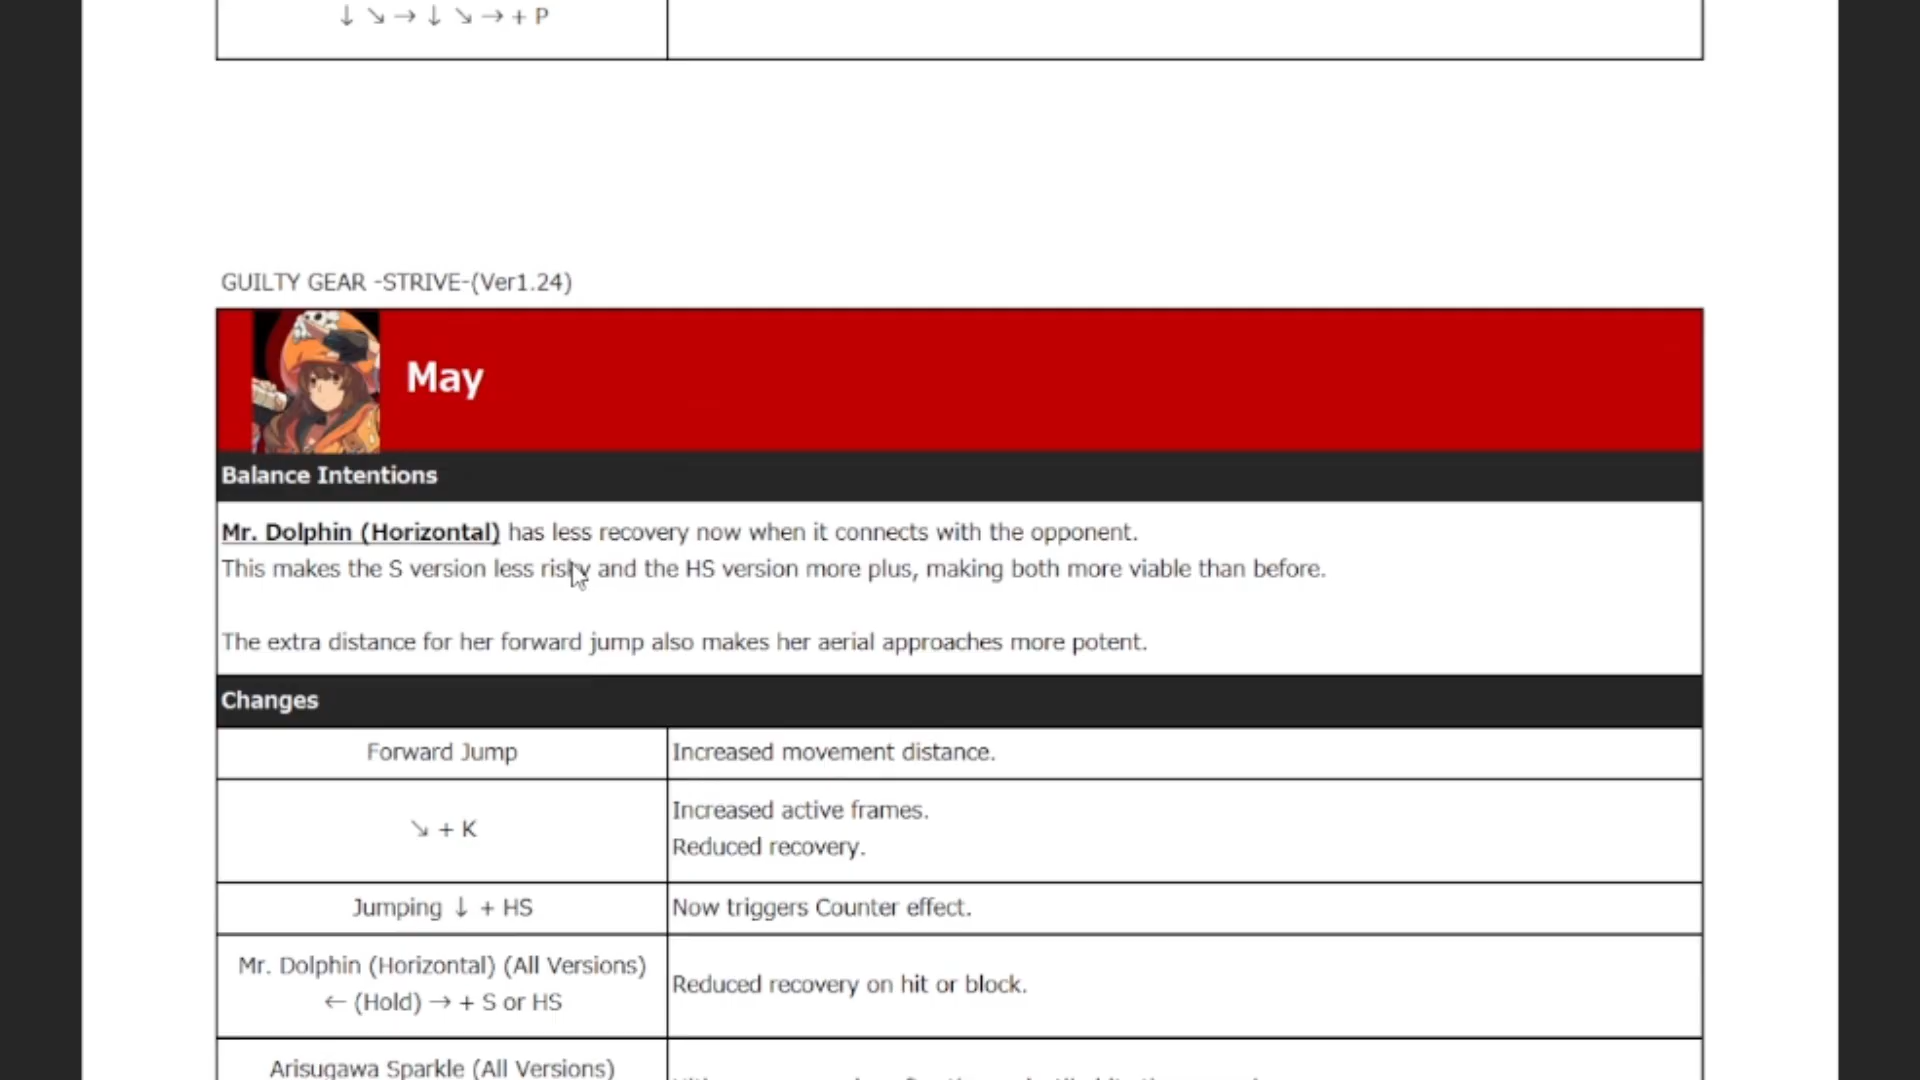 ↓ ↘ → ↓ ↘ → + P
GUILTY GEAR -STRIVE-(Ver1.24)
May
Balance Intentions
Mr. Dolphin (Horizontal) has less recovery now when it connects with the opponent.
This makes the S version less risky and the HS version more plus, making both more viable than before.
The extra distance for her forward jump also makes her aerial approaches more potent.
Changes
Forward Jump
Increased movement distance.
↘ + K
Increased active frames.
Reduced recovery.
Jumping ↓ + HS
Now triggers Counter effect.
Mr. Dolphin (Horizontal) (All Versions)
← (Hold) → + S or HS
Reduced recovery on hit or block.
Arisugawa Sparkle (All Versions)